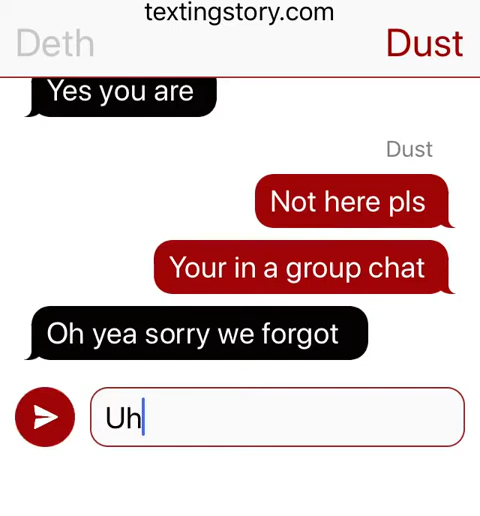 textingstory.com
Deth
Dust
Yes you are
Dust
Not here pls
Your in a group chat
Oh yea sorry we forgot
Uh